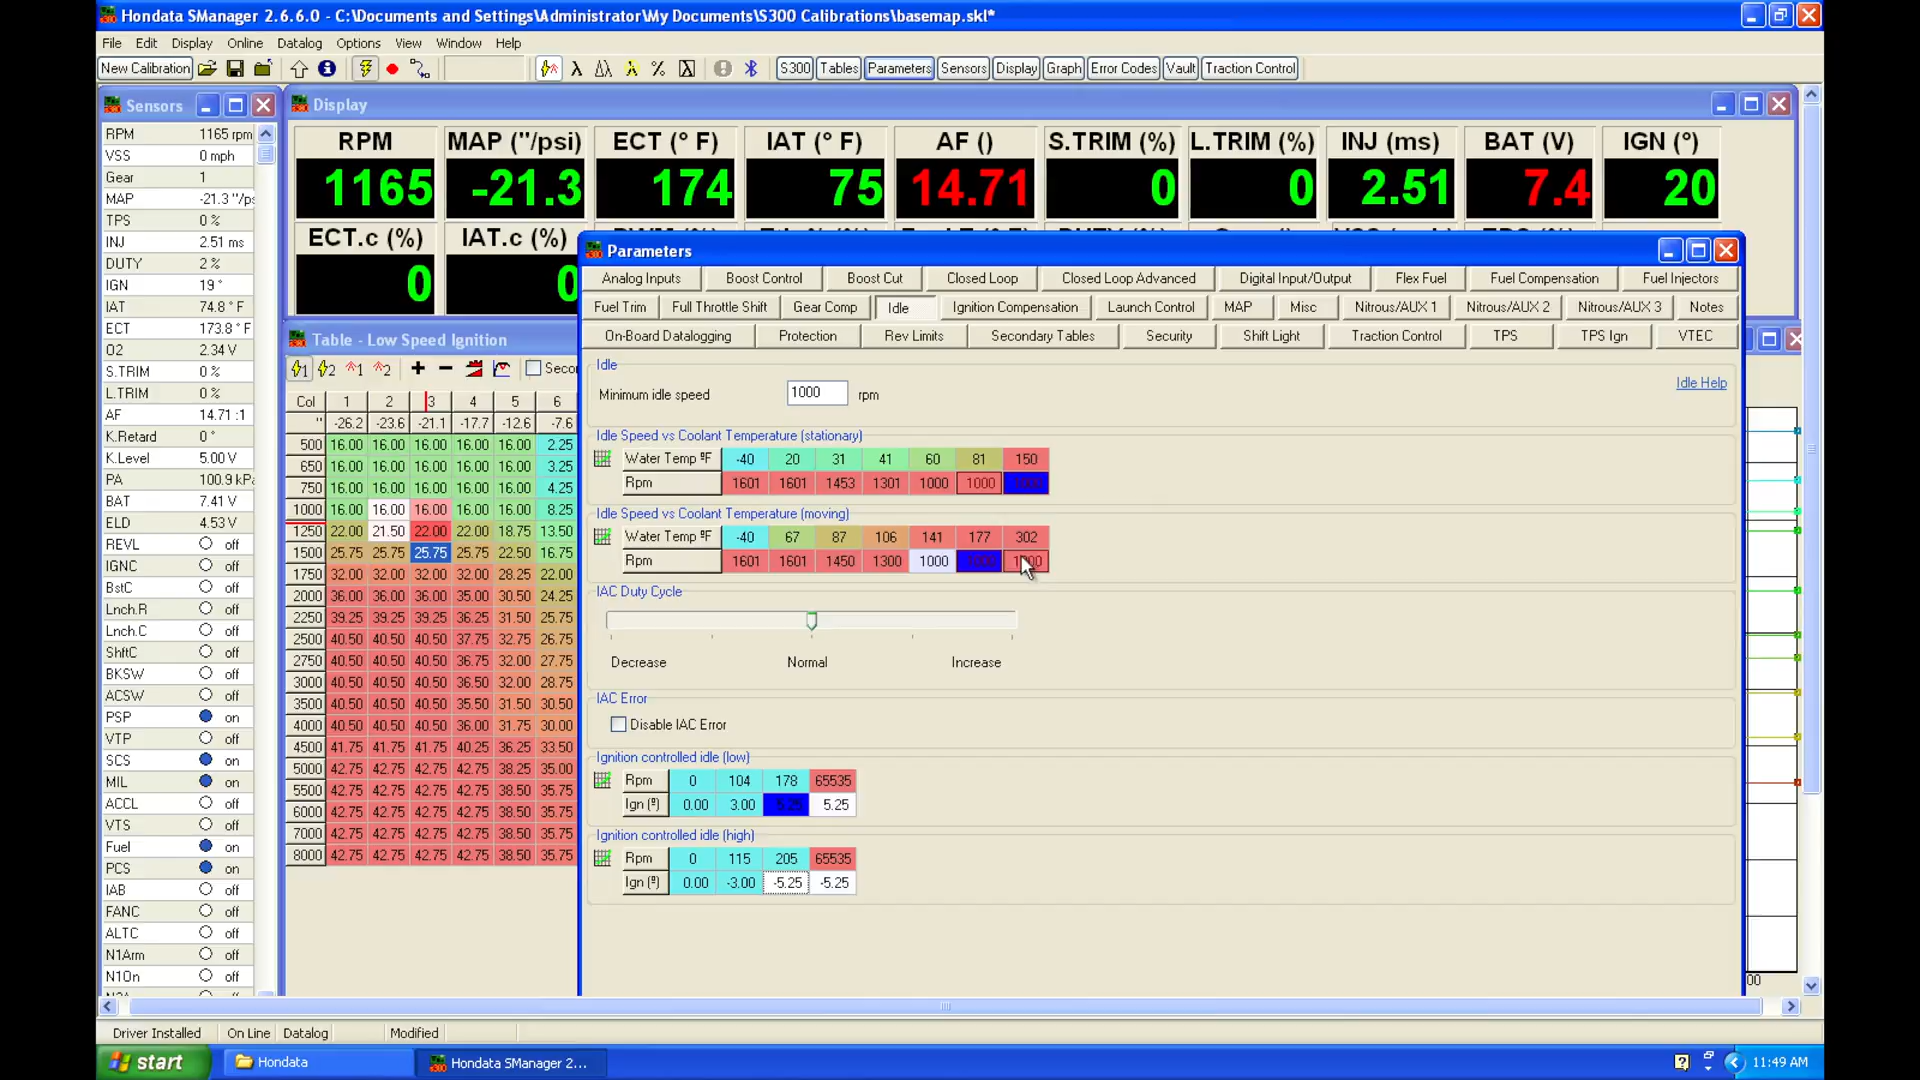 Hondata SManager 2.6.6.0 - C:\Documents and Settings\Administrator\My Documents\S300 Calibrations\basemap.skl*
File Edit Display Online Datalog Options View Window Help
New Calibration S300 Tables Parameters Sensors Display Graph Error Codes Vault Traction Control
Sensors
RPM 1165 rpm
VSS 0 mph
Gear 1
MAP -21.3 "/ps
TPS 0 %
INJ 2.51 ms
DUTY 2 %
IGN 19 °
IAT 74.8 ° F
ECT 173.8 ° F
O2 2.34 V
S.TRIM 0 %
L.TRIM 0 %
AF 14.71 :1
K.Retard 0 °
K.Level 5.00 V
PA 100.9 kPa
BAT 7.41 V
ELD 4.53 V
REVL off
IGNC off
BstC off
Lnch.R off
Lnch.C off
ShftC off
BKSW off
ACSW off
PSP on
VTP off
SCS on
MIL on
ACCL off
VTS off
Fuel on
PCS on
IAB off
FANC off
ALTC off
N1Arm off
N1On off
Display
RPM MAP ("/psi) ECT (° F) IAT (° F) AF () S.TRIM (%) L.TRIM (%) INJ (ms) BAT (V) IGN (°)
1165 -21.3 174 75 14.71 0 0 2.51 7.4 20
ECT.c (%) IAT.c (%)
0 0
Table - Low Speed Ignition
1 2 1 2 + - Seco
Col 1 2 3 4 5 6
" -26.2 -23.6 -21.1 -17.7 -12.6 -7.6
500 16.00 16.00 16.00 16.00 16.00 2.25
650 16.00 16.00 16.00 16.00 16.00 3.25
750 16.00 16.00 16.00 16.00 16.00 4.25
1000 16.00 16.00 16.00 16.00 16.00 8.25
1250 22.00 21.50 22.00 22.00 18.75 13.50
1500 25.75 25.75 25.75 25.75 22.50 16.75
1750 32.00 32.00 32.00 32.00 28.25 22.00
2000 36.00 36.00 36.00 35.00 30.50 24.25
2250 39.25 39.25 39.25 36.25 31.50 25.75
2500 40.50 40.50 40.50 37.75 32.75 26.75
2750 40.50 40.50 40.50 36.75 32.00 27.75
3000 40.50 40.50 40.50 36.50 32.00 28.75
3500 40.50 40.50 40.50 36.00 31.50 30.50
4000 40.50 40.50 40.50 36.00 31.75 30.00
4500 41.75 41.75 41.75 40.25 36.25 33.50
5000 42.75 42.75 42.75 42.75 38.25 35.00
5500 42.75 42.75 42.75 42.75 38.50 35.75
6000 42.75 42.75 42.75 42.75 38.50 35.75
7000 42.75 42.75 42.75 42.75 38.50 35.75
8000 42.75 42.75 42.75 42.75 38.50 35.75
Parameters
Analog Inputs Boost Control Boost Cut Closed Loop Closed Loop Advanced Digital Input/Output Flex Fuel Fuel Compensation Fuel Injectors
Fuel Trim Full Throttle Shift Gear Comp Idle Ignition Compensation Launch Control MAP Misc Nitrous/AUX 1 Nitrous/AUX 2 Nitrous/AUX 3 Notes
On-Board Datalogging Protection Rev Limits Secondary Tables Security Shift Light Traction Control TPS TPS Ign VTEC
Idle
Idle Help
Minimum idle speed 1000 rpm
Idle Speed vs Coolant Temperature (stationary)
Water Temp ºF -40 20 31 41 60 81 150
Rpm 1601 1601 1453 1301 1000 1000 1000
Idle Speed vs Coolant Temperature (moving)
Water Temp ºF -40 67 87 106 141 177 302
Rpm 1601 1601 1450 1300 1000 1000
IAC Duty Cycle
Decrease Normal Increase
IAC Error
Disable IAC Error
Ignition controlled idle (low)
Rpm 0 104 178 65535
Ign (º) 0.00 3.00 5.25 5.25
Ignition controlled idle (high)
Rpm 0 115 205 65535
Ign (º) 0.00 -3.00 -5.25 -5.25
00
Driver Installed On Line Datalog Modified
start Hondata Hondata SManager 2... 11:49 AM